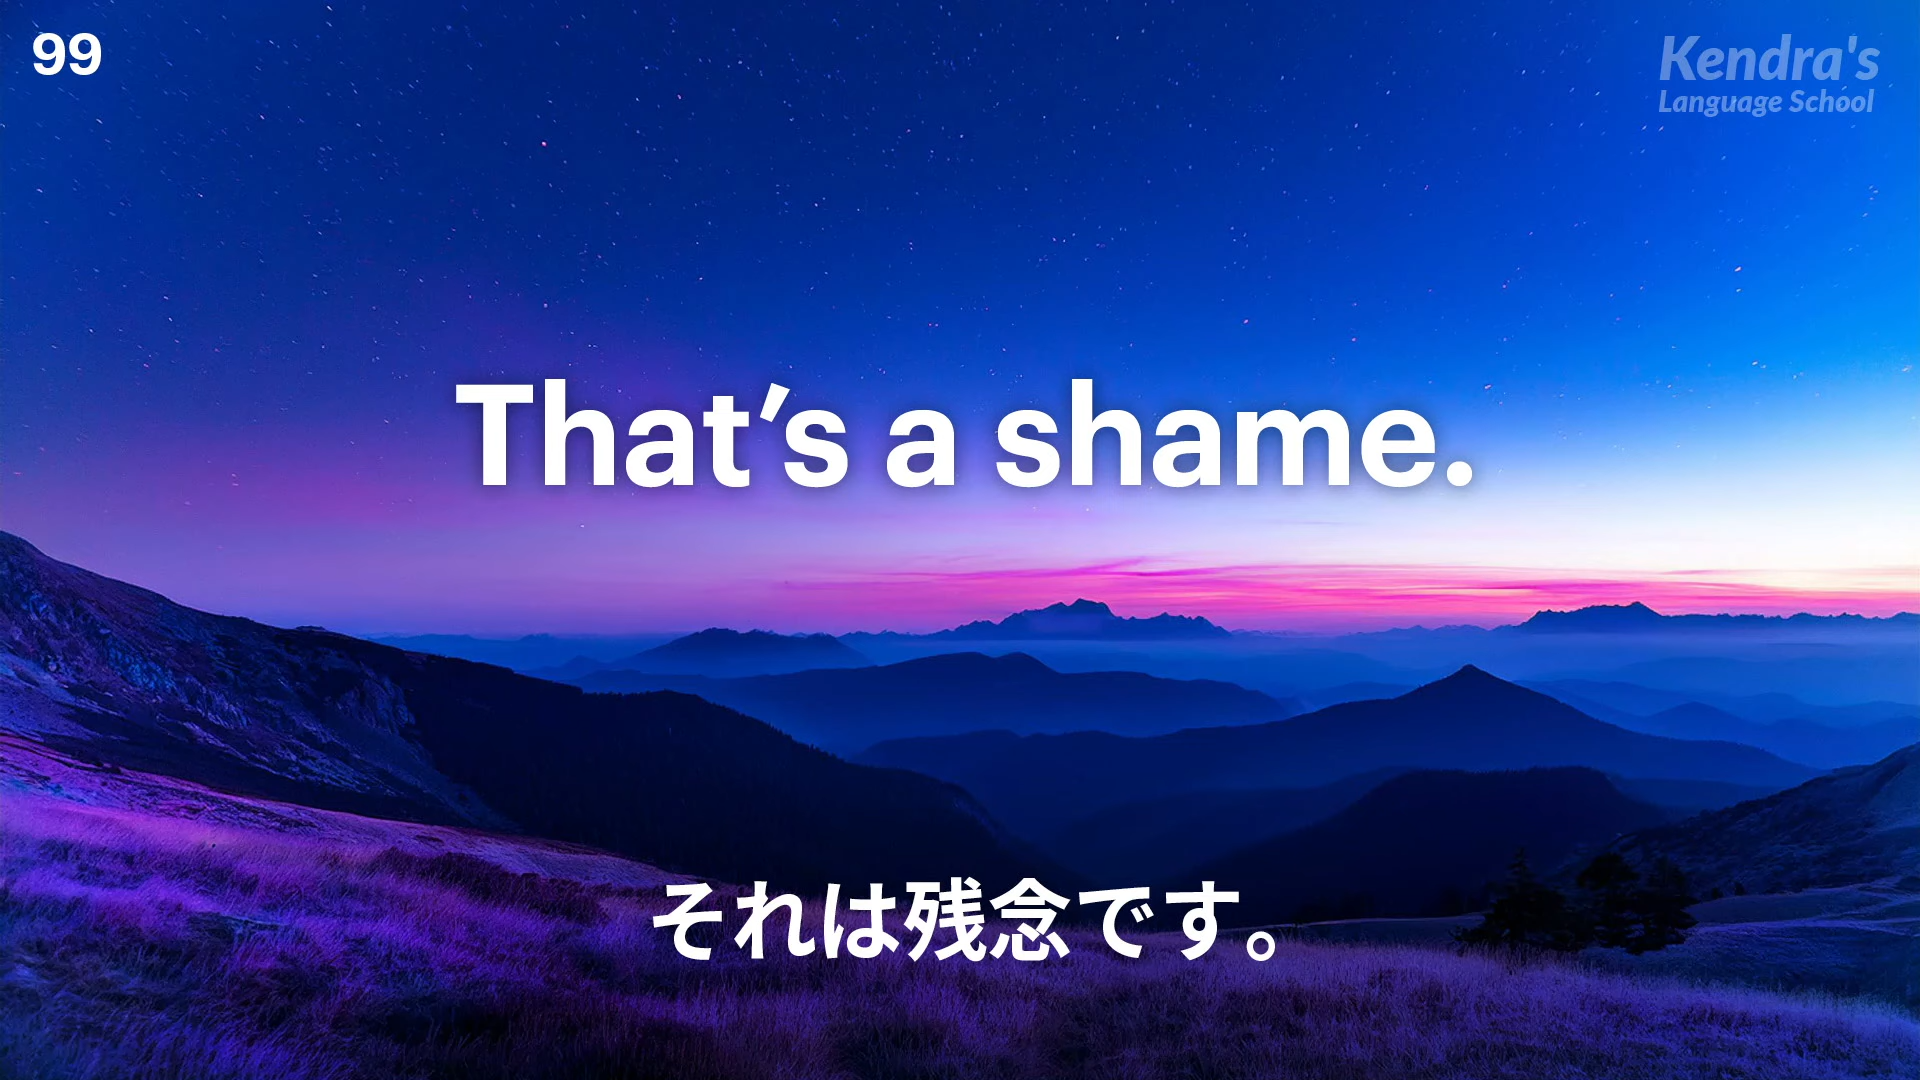 99
Kendra's
Language School
That’s a shame.
それは残念です。